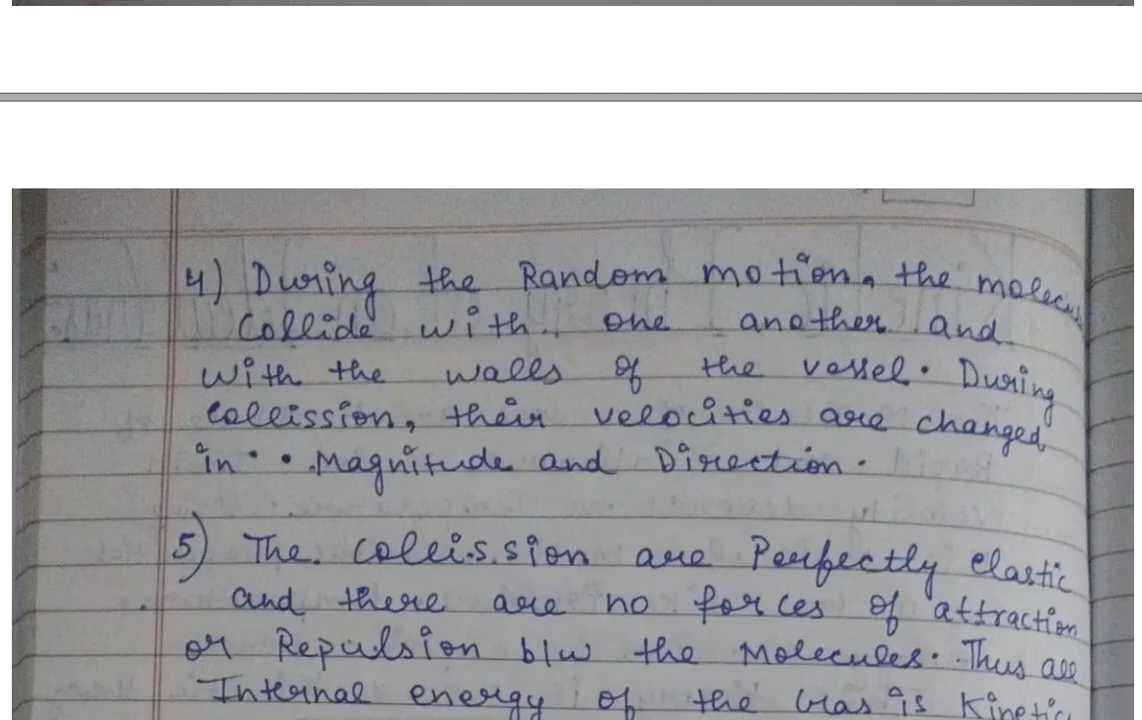 4) During the Random motion, the molecu
Collide with one another and
with the walls of the vessel. During
Collission, their velocities are changed
in Magnitude and Direction.
5) The Colleission are Perfectly elastic
and there are no forces of attraction
or Repulsion b/w the Molecules. Thus all
Internal energy of the Gas is Kinetic